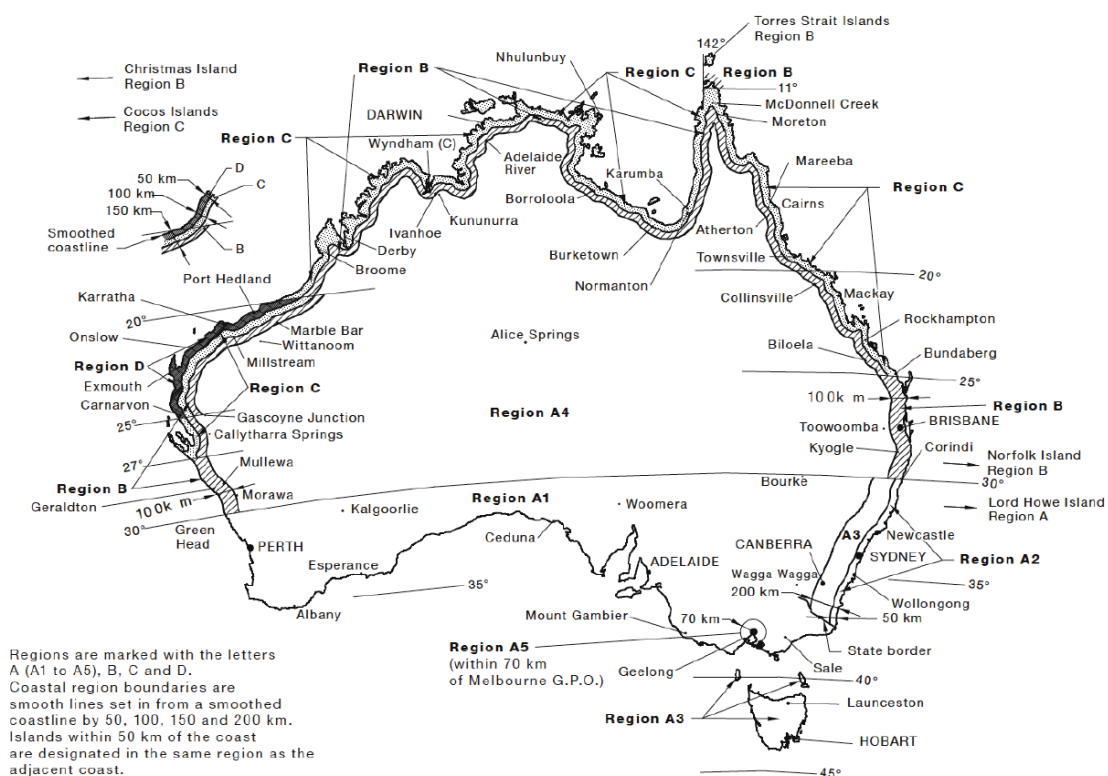 Torres Strait Islands
Region B
142°
Nhulunbuy
Christmas Island
Region B
Region B
Region C
Region B
11°
McDonnell Creek
Moreton
Cocos Islands
Region C
DARWIN
Region C
Wyndham (C)
Adelaide
River
Mareeba
D
50 km
C
100 km
150 km
Smoothed
coastline
B
Karumba
Region C
Borroloola
Kununurra
Cairns
Ivanhoe
Atherton
Derby
Burketown
Townsville
Broome
Port Hedland
Normanton
20°
Collinsville
Mackay
Karratha
20°
Marble Bar
Wittanoom
Onslow
Millstream
Alice Springs
Rockhampton
Biloela
Bundaberg
Region D
Exmouth
Region C
25°
Carnarvon
100k m
Region B
Gascoyne Junction
25°
Callytharra Springs
Region A4
Toowoomba
BRISBANE
Kyogle
Corindi
27°
Mullewa
Norfolk Island
Region B
Region B
Bourke
30°
Geraldton
100k m
Morawa
Region A1
Lord Howe Island
Region A
30°
Green
Head
Kalgoorlie
Woomera
Ceduna
A3
Newcastle
PERTH
CANBERRA
SYDNEY
Region A2
Esperance
ADELAIDE
35°
Wagga Wagga
35°
200 km
Albany
Wollongong
Mount Gambier
70 km
50 km
Region A5
(within 70 km
of Melbourne G.P.O.)
State border
Geelong
Sale
40°
Launceston
Region A3
HOBART
45°
Regions are marked with the letters
A (A1 to A5), B, C and D.
Coastal region boundaries are
smooth lines set in from a smoothed
coastline by 50, 100, 150 and 200 km.
Islands within 50 km of the coast
are designated in the same region as the
adjacent coast.